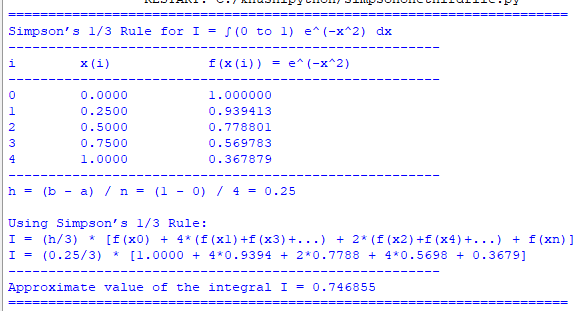 ==========================================================
Simpson's 1/3 Rule for I = ∫(0 to 1) e^(-x^2) dx
------------------------------------------------------
i x(i) f(x(i)) = e^(-x^2)
------------------------------------------------------
0 0.0000 1.000000
1 0.2500 0.939413
2 0.5000 0.778801
3 0.7500 0.569783
4 1.0000 0.367879
------------------------------------------------------
h = (b - a) / n = (1 - 0) / 4 = 0.25
Using Simpson's 1/3 Rule:
I = (h/3) * [f(x0) + 4*(f(x1)+f(x3)+...) + 2*(f(x2)+f(x4)+...) + f(xn)]
I = (0.25/3) * [1.0000 + 4*0.9394 + 2*0.7788 + 4*0.5698 + 0.3679]
------------------------------------------------------
Approximate value of the integral I = 0.746855
==========================================================